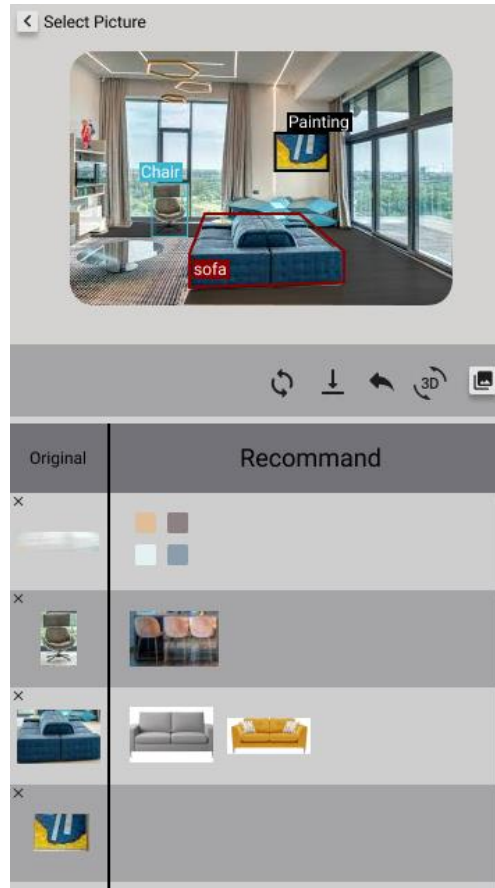 Select Picture
Painting
Chair
sofa
3D
Original
Recommand